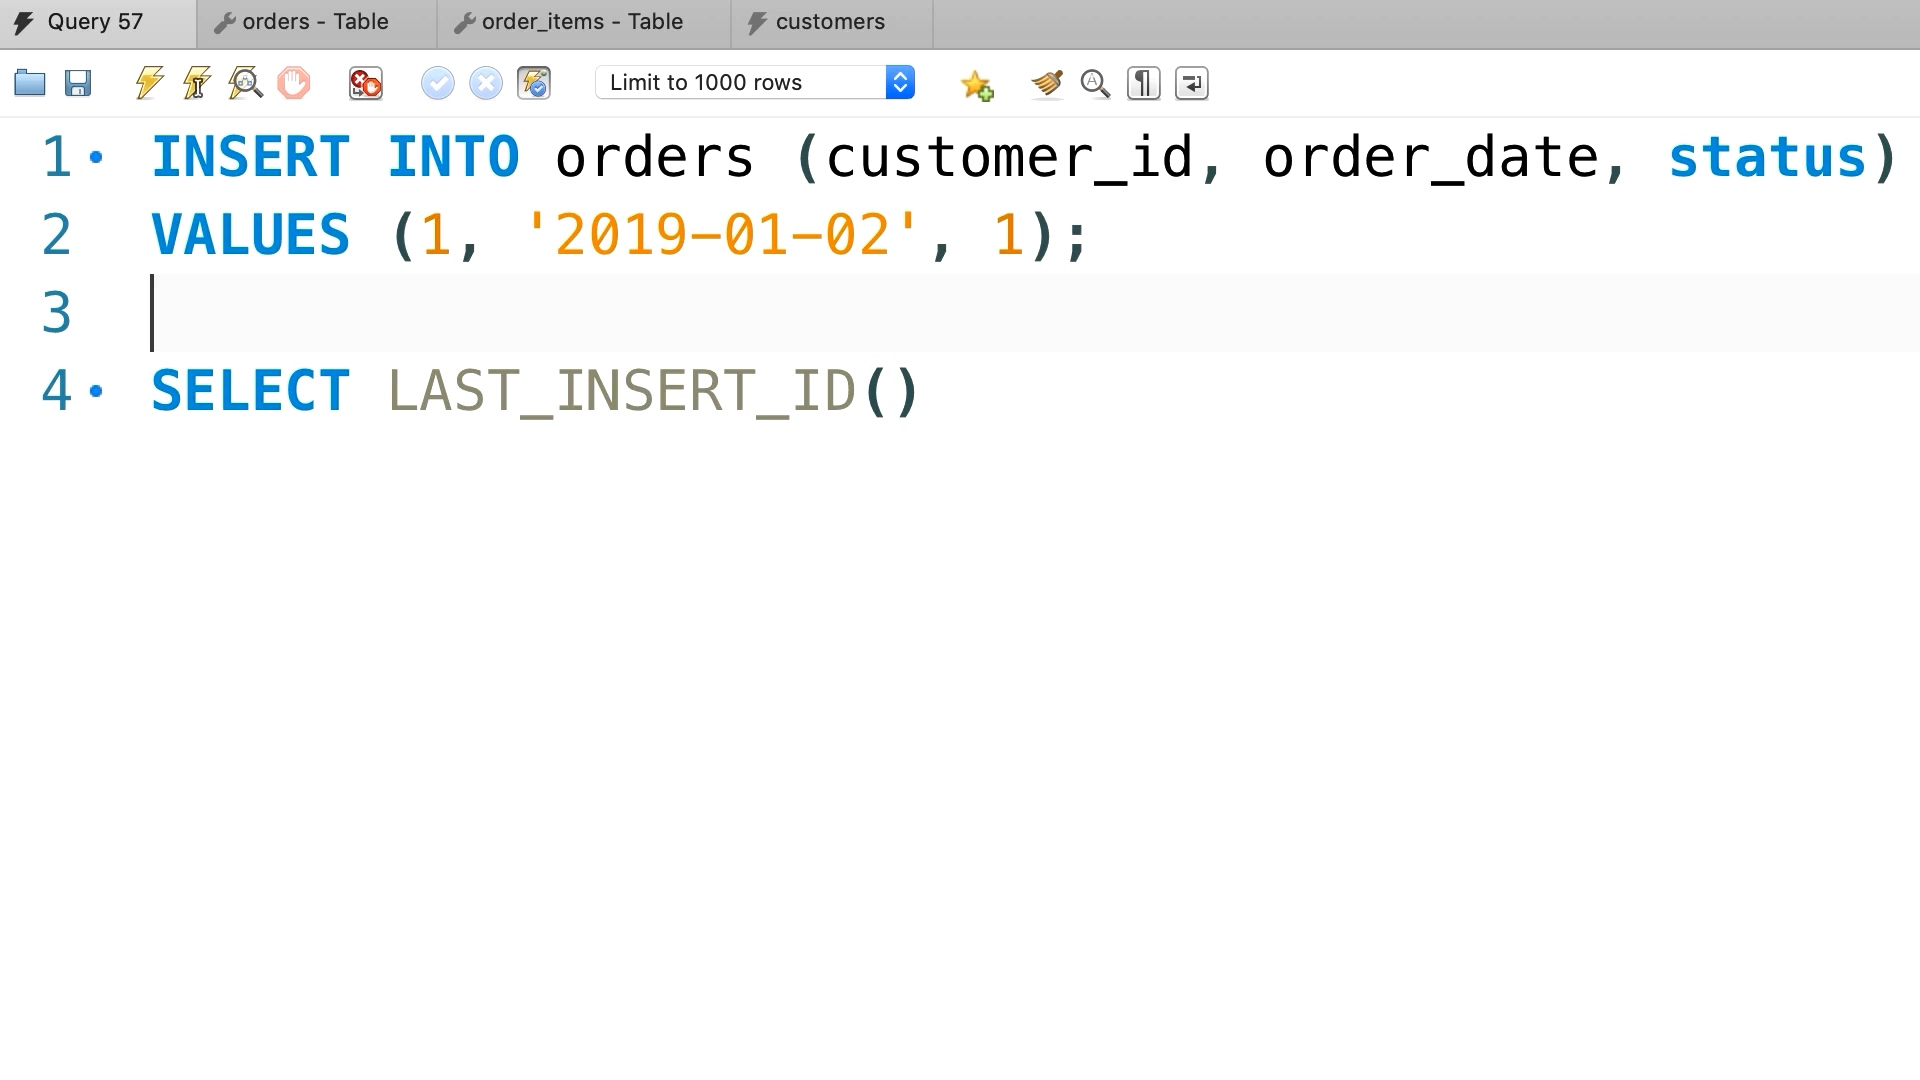 Query 57 orders - Table order_items - Table customers
Limit to 1000 rows
1 INSERT INTO orders (customer_id, order_date, status)
2 VALUES (1, '2019-01-02', 1);
3
4 SELECT LAST_INSERT_ID()